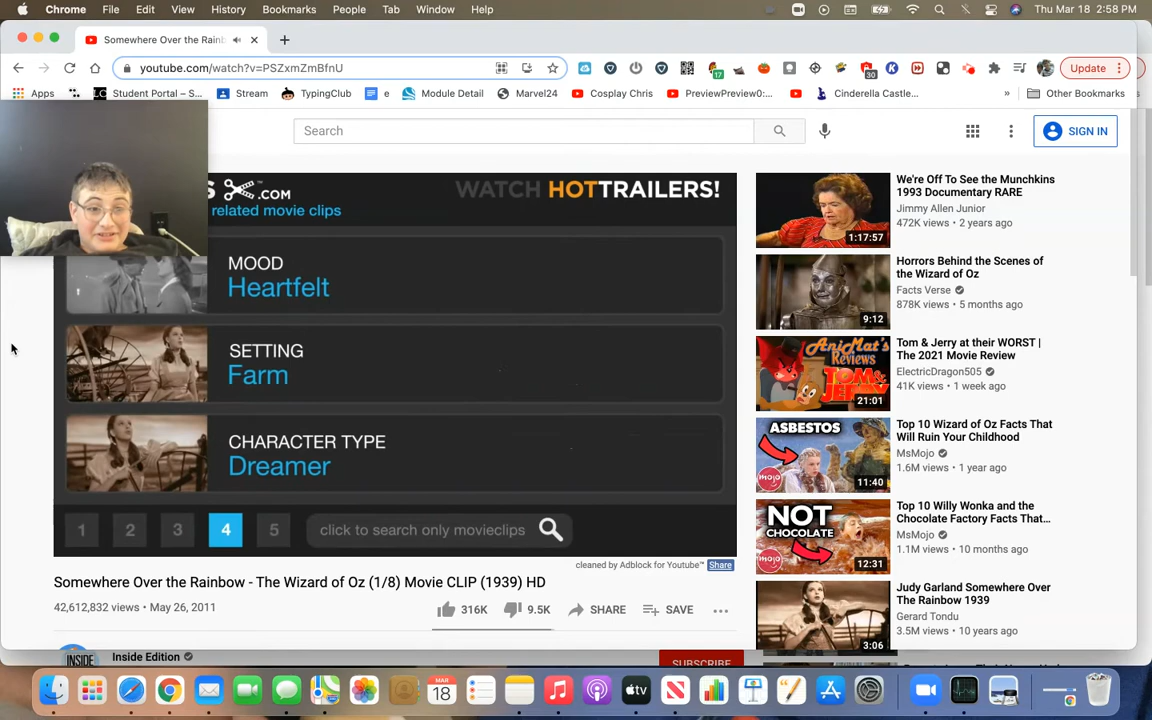 Chrome File Edit View History Bookmarks People Tab Window Help Thu Mar 18 2:58 PM
Somewhere Over the Rainb
youtube.com/watch?v=PSZxmZmBfnU Update
Apps Student Portal – S... Stream TypingClub e Module Detail Marvel24 Cosplay Chris PreviewPreview0:... Cinderella Castle... » Other Bookmarks
Search SIGN IN
S .COM WATCH HOTTRAILERS!
related movie clips
MOOD
Heartfelt
SETTING
Farm
CHARACTER TYPE
Dreamer
1 2 3 4 5 click to search only movieclips
cleaned by Adblock for Youtube™ Share
Somewhere Over the Rainbow - The Wizard of Oz (1/8) Movie CLIP (1939) HD
42,612,832 views • May 26, 2011 316K 9.5K SHARE SAVE
Inside Edition SUBSCRIBE
We're Off To See the Munchkins
1993 Documentary RARE
Jimmy Allen Junior
472K views • 2 years ago
1:17:57
Horrors Behind the Scenes of
the Wizard of Oz
Facts Verse
878K views • 5 months ago
9:12
AniMat's
Reviews
TOM &
JERRY
21:01
Tom & Jerry at their WORST |
The 2021 Movie Review
ElectricDragon505
41K views • 1 week ago
ASBESTOS
mojo
11:40
Top 10 Wizard of Oz Facts That
Will Ruin Your Childhood
MsMojo
1.6M views • 1 year ago
NOT
CHOCOLATE
mojo
12:31
Top 10 Willy Wonka and the
Chocolate Factory Facts That...
MsMojo
1.1M views • 10 months ago
3:06
Judy Garland Somewhere Over
The Rainbow 1939
Gerard Tondu
3.5M views • 10 years ago
17
30
MAR
18
tv